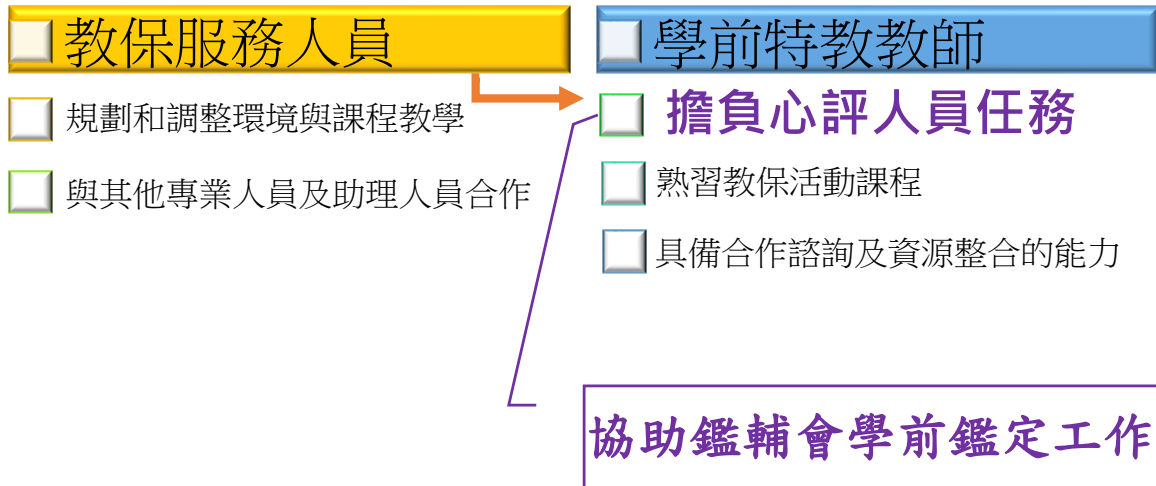 教保服務人員
規劃和調整環境與課程教學
與其他專業人員及助理人員合作
學前特教教師
擔負心評人員任務
熟習教保活動課程
具備合作諮詢及資源整合的能力
協助鑑輔會學前鑑定工作